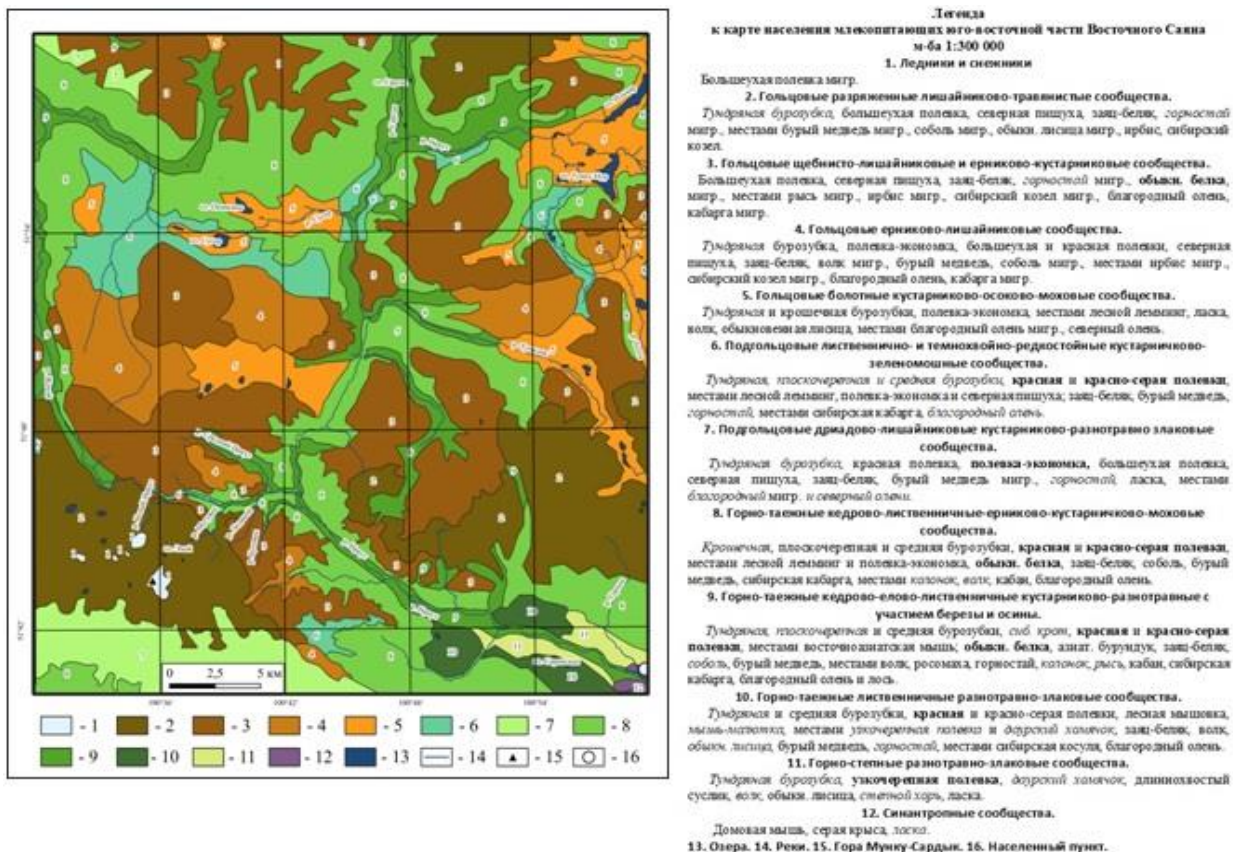 Легенда
к карте населения млекопитающих юго-восточной части Восточного Саяна
м-ба 1:300 000
1. Ледники и снежники
Большеухая полевка мигр.
2. Гольцовые разряженные лишайниково-травянистые сообщества.
Тундряная бурозубка, большеухая полевка, северная пищуха, заяц-беляк, горностай
мигр., местами бурый медведь мигр., соболь мигр., обыкн. лисица мигр., ирбис, сибирский
козел.
3. Гольцовые щебнисто-лишайниковые и ерниково-кустарниковые сообщества.
Большеухая полевка, северная пищуха, заяц-беляк, горностай мигр., обыкн. белка,
мигр., местами рысь мигр., ирбис мигр., сибирский козел мигр., благородный олень,
кабарга мигр.
4. Гольцовые ерниково-лишайниковые сообщества.
Тундряная бурозубка, полевка-экономка, большеухая и красная полевки, северная
пищуха, заяц-беляк, волк мигр., бурый медведь, соболь мигр., местами ирбис мигр.,
сибирский козел мигр., благородный олень, кабарга мигр.
5. Гольцовые болотные кустарниково-осоково-моховые сообщества.
Тундряная и крошечная бурозубки, полевка-экономка, местами лесной лемминг, ласка,
волк, обыкновенная лисица, местами благородный олень мигр., северный олень.
6. Подгольцовые лиственнично- и темнохвойно-редкостойные кустарничково-
зеленомошные сообщества.
Тундряная, плоскочерепная и средняя бурозубки, красная и красно-серая полевки,
местами лесной лемминг, полевка-экономка и северная пищуха; заяц-беляк, бурый медведь,
горностай, местами сибирская кабарга, благородный олень.
7. Подгольцовые дриадово-лишайниковые кустарниково-разнотравно злаковые
сообщества.
Тундряная бурозубка, красная полевка, полевка-экономка, большеухая полевка,
северная пищуха, заяц-беляк, бурый медведь мигр., горностай, ласка, местами
благородный мигр. и северный олени.
8. Горно-таежные кедрово-лиственничные-ерниково-кустарничково-моховые
сообщества.
Крошечная, плоскочерепная и средняя бурозубки, красная и красно-серая полевки,
местами лесной лемминг и полевка-экономка, обыкн. белка, заяц-беляк, соболь, бурый
медведь, сибирская кабарга, местами колонок, волк, кабан, благородный олень.
9. Горно-таежные кедрово-елово-лиственничные кустарниково-разнотравные с
участием березы и осины.
Тундряная, плоскочерепная и средняя бурозубки, сиб. крот, красная и красно-серая
полевки, местами восточноазиатская мышь; обыкн. белка, азиат. бурундук, заяц-беляк,
соболь, бурый медведь, местами волк, росомаха, горностай, колонок, рысь, кабан, сибирская
кабарга, благородный олень и лось.
10. Горно-таежные лиственничные разнотравно-злаковые сообщества.
Тундряная и средняя бурозубки, красная и красно-серая полевки, лесная мышовка,
мышь-малютка, местами узкочерепная полевка и даурский хомячок, заяц-беляк, волк,
обыкн. лисица, бурый медведь, горностай, местами сибирская косуля, благородный олень.
11. Горно-степные разнотравно-злаковые сообщества.
Тундряная бурозубка, узкочерепная полевка, даурский хомячок, длиннохвостый
суслик, волк, обыкн. лисица, степной хорь, ласка.
12. Синантропные сообщества.
Домовая мышь, серая крыса, ласка.
13. Озера. 14. Реки. 15. Гора Мунку-Сардык. 16. Населенный пункт.
0 2,5 5 км
- 1 - 2 - 3 - 4 - 5 - 6 - 7 - 8
- 9 - 10 - 11 - 12 - 13 - 14 - 15 - 16